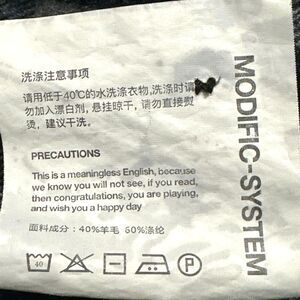 洗涤注意事项
请用低于40℃的水洗涤衣物,洗涤时请
勿加入漂白剂, 悬挂晾干, 请勿直接熨
烫, 建议干洗。
PRECAUTIONS
This is a meaningless English, because
we know you will not see, if you read,
then congratulations, you are playing,
and wish you a happy day
面料成分: 40%羊毛 60%涤纶
40
P
MODIFIC-SYSTEM